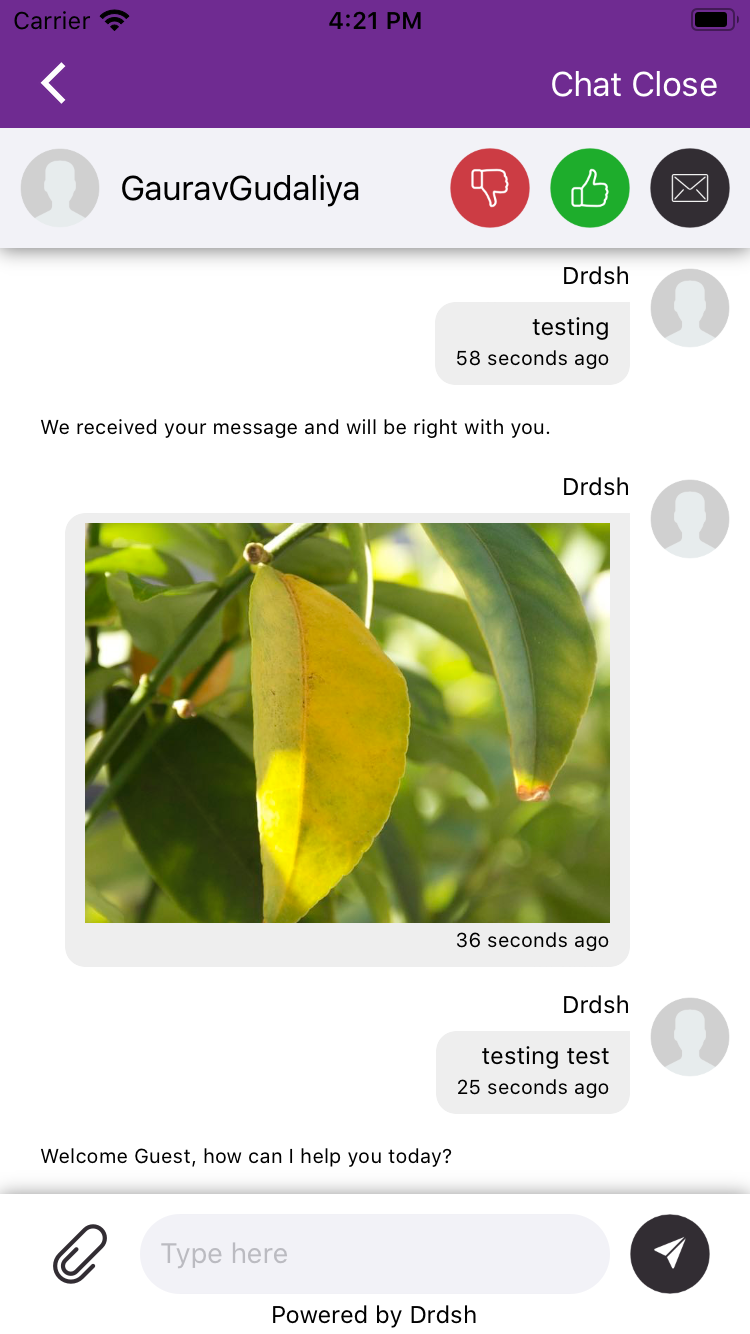 Carrier 4:21 PM
Chat Close
GauravGudaliya
Drdsh
testing
58 seconds ago
We received your message and will be right with you.
Drdsh
36 seconds ago
Drdsh
testing test
25 seconds ago
Welcome Guest, how can I help you today?
Type here
Powered by Drdsh